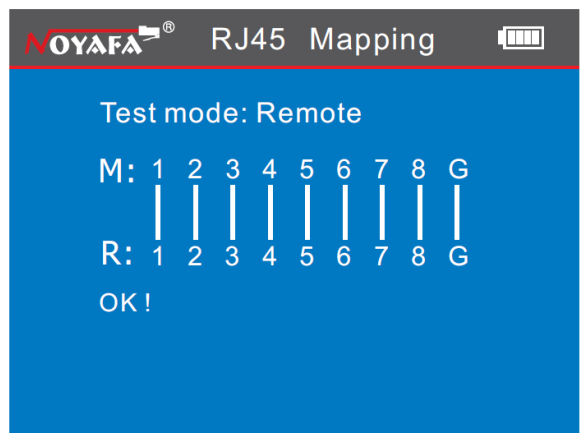 NOYAFA® RJ45 Mapping
Test mode: Remote
M: 1 2 3 4 5 6 7 8 G
R: 1 2 3 4 5 6 7 8 G
OK!